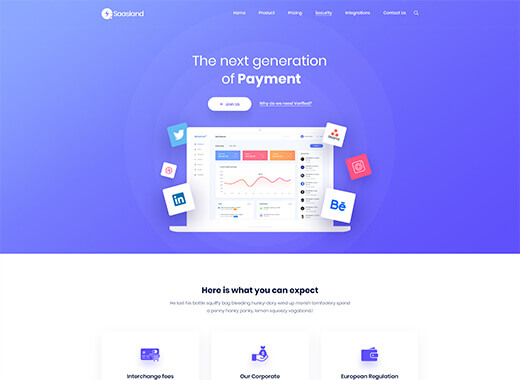 Saasland
Home Product Pricing Security Integrations Contact Us
The next generation
of Payment
Join Us
Why do we need Verified?
Here is what you can expect
He lost his bottle squiffy bog bleeding hunky-dory wind up morish tomfoolery spend
a penny hanky panky, lemon squeezy vagabond!
Interchange fees Our Corporate European Regulation